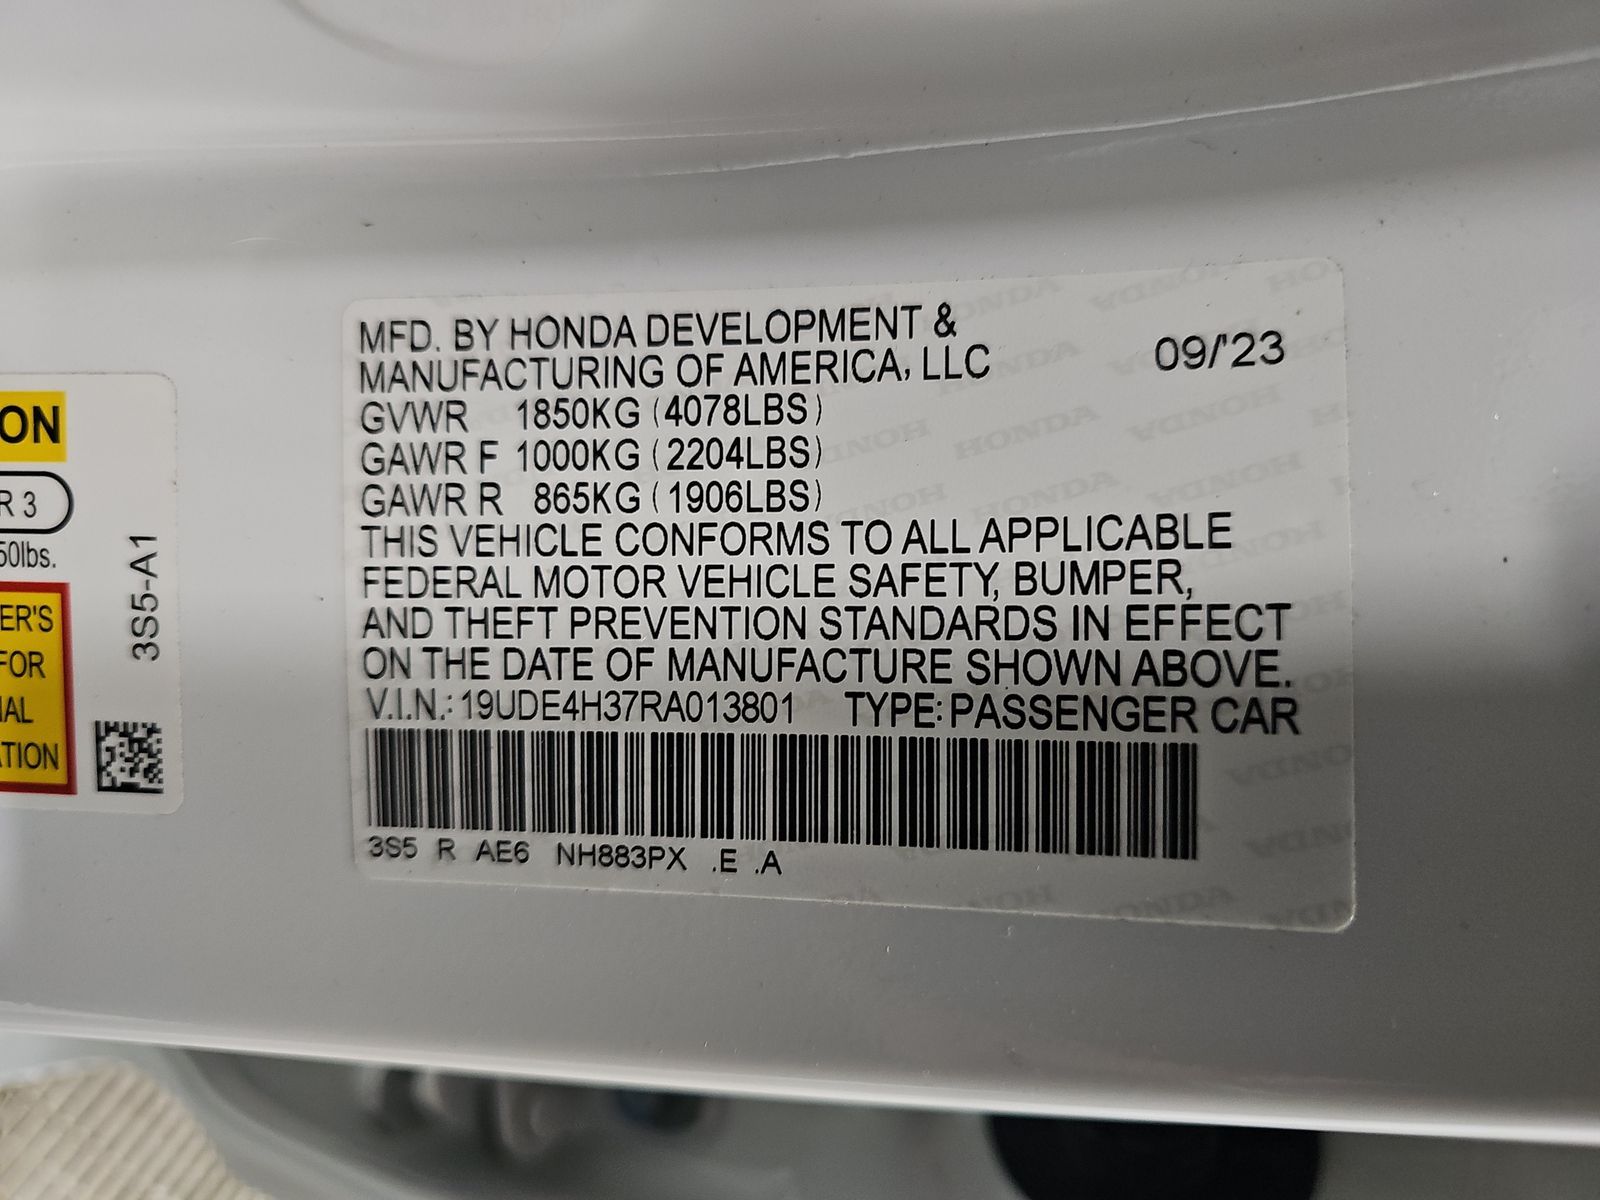 ON
R 3
50lbs.
ER'S
FOR
ATION
3S5-A1
MFD. BY HONDA DEVELOPMENT &
MANUFACTURING OF AMERICA, LLC 09/'23
GVWR 1850KG (4078LBS)
GAWR F 1000KG (2204LBS)
GAWR R 865KG (1906LBS)
THIS VEHICLE CONFORMS TO ALL APPLICABLE
FEDERAL MOTOR VEHICLE SAFETY, BUMPER,
AND THEFT PREVENTION STANDARDS IN EFFECT
ON THE DATE OF MANUFACTURE SHOWN ABOVE.
V.I.N.: 19UDE4H37RA013801 TYPE: PASSENGER CAR
3S5 R AE6 NH883PX .E .A